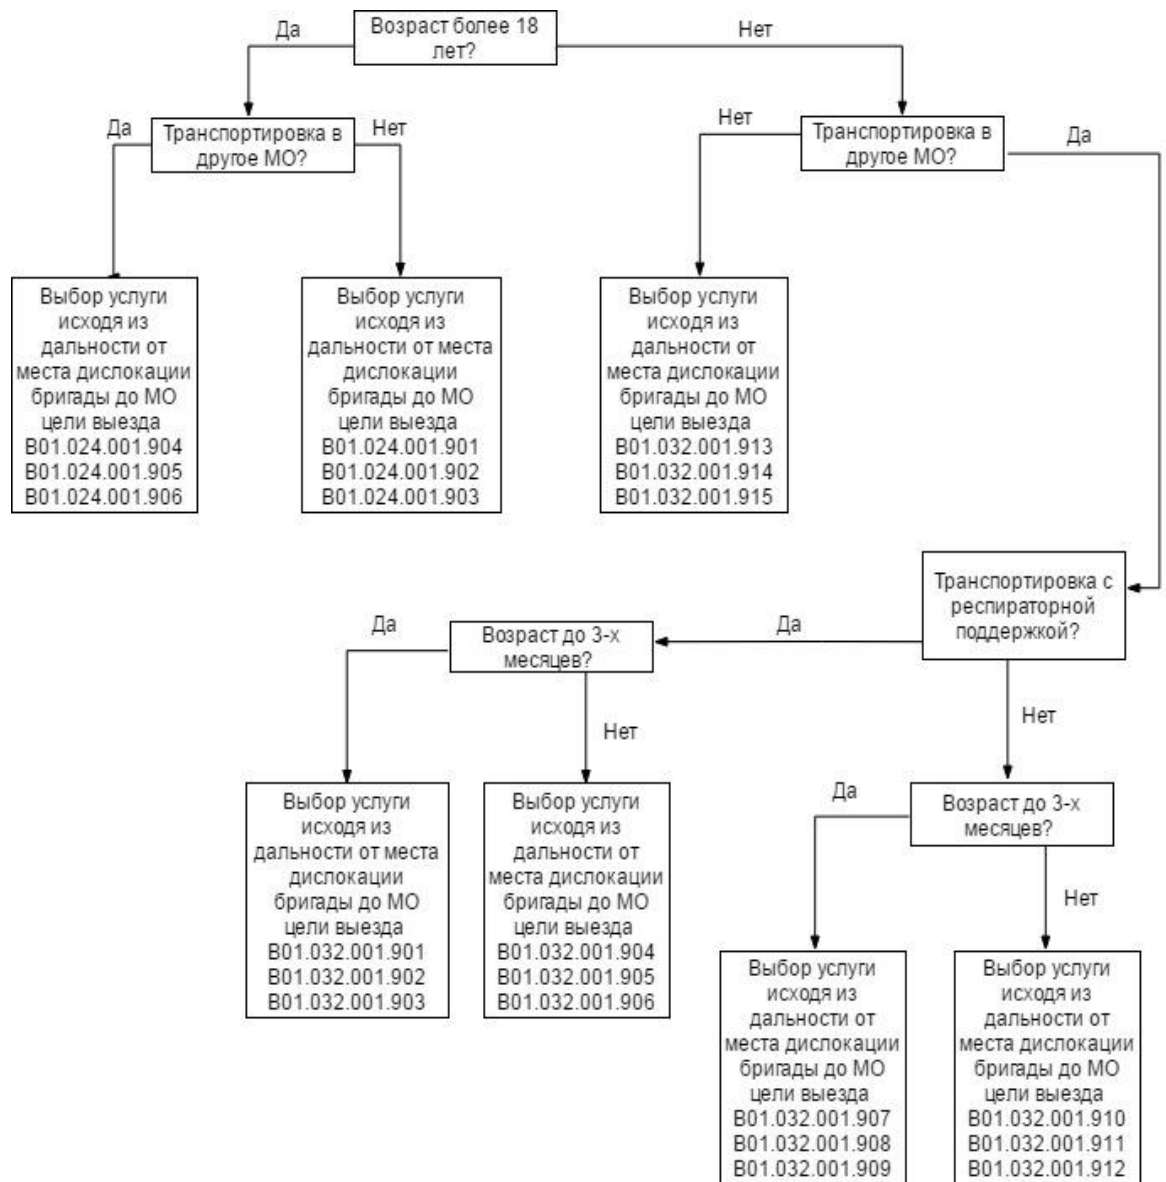 Возраст более 18
лет?
Да
Нет
Транспортировка в
другое МО?
Да
Нет
Транспортировка в
другое МО?
Нет
Да
Выбор услуги
исходя из
дальности от
места дислокации
бригады до МО
цели выезда
B01.024.001.904
B01.024.001.905
B01.024.001.906
Выбор услуги
исходя из
дальности от места
дислокации
бригады до МО
цели выезда
B01.024.001.901
B01.024.001.902
B01.024.001.903
Выбор услуги
исходя из
дальности от
места дислокации
бригады до МО
цели выезда
B01.032.001.913
B01.032.001.914
B01.032.001.915
Транспортировка с
респираторной
поддержкой?
Да
Нет
Возраст до 3-х
месяцев?
Да
Нет
Возраст до 3-х
месяцев?
Да
Нет
Выбор услуги
исходя из
дальности от места
дислокации
бригады до МО
цели выезда
B01.032.001.901
B01.032.001.902
B01.032.001.903
Выбор услуги
исходя из
дальности от
места дислокации
бригады до МО
цели выезда
B01.032.001.904
B01.032.001.905
B01.032.001.906
Выбор услуги
исходя из
дальности от
места дислокации
бригады до МО
цели выезда
B01.032.001.907
B01.032.001.908
B01.032.001.909
Выбор услуги
исходя из
дальности от
места дислокации
бригады до МО
цели выезда
B01.032.001.910
B01.032.001.911
B01.032.001.912